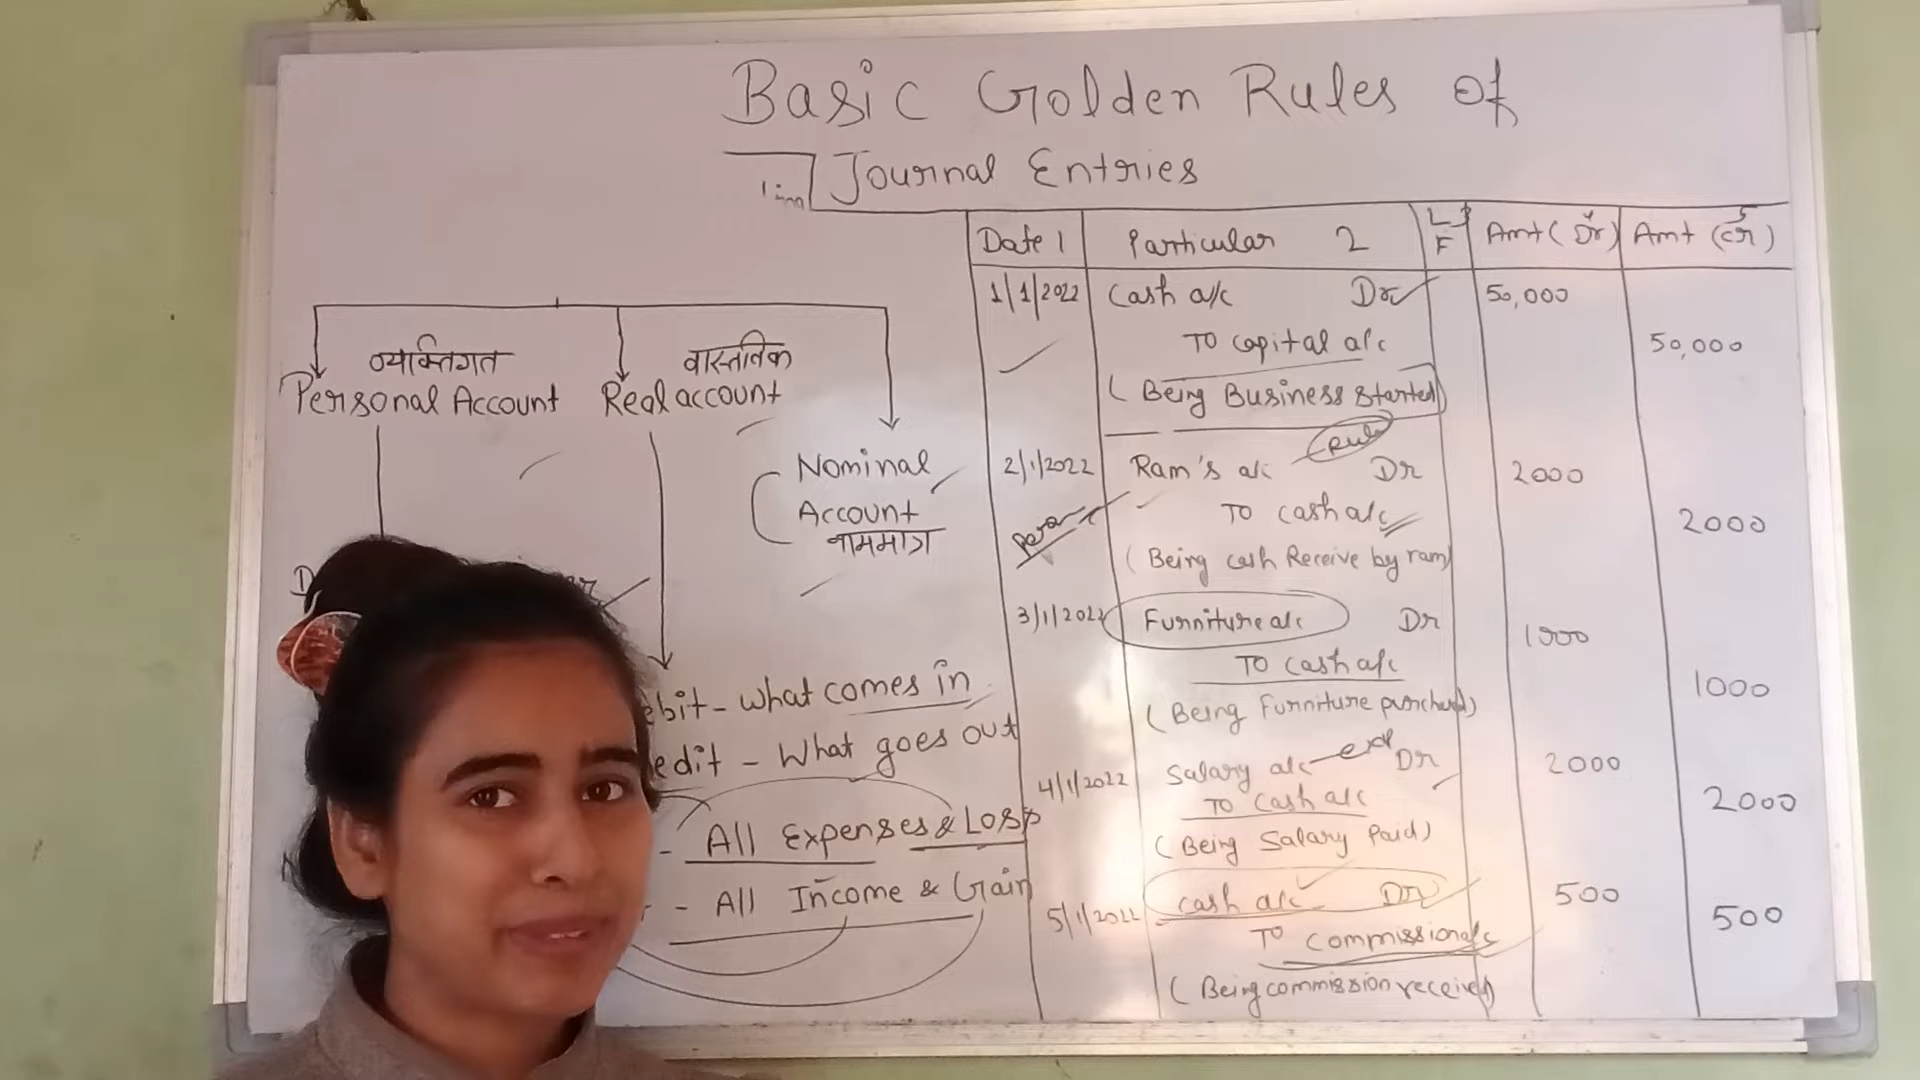 Basic Golden Rules of
Journal Entries
व्यक्तिगत
Personal Account
वास्तविक
Real account
Nominal
Account
नाममात्र
ebit - what comes in
edit - What goes out
- All Expenses & Loss
- All Income & Gain
Date 1 Particular 2 L F 3 Amt (Dr) 4 Amt (Cr) 5
1/1/2022 Cash a/c Dr 50,000
To Capital a/c 50,000
(Being Business started)
Rule
2/1/2022 Ram's a/c Dr 2000
To cash a/c 2000
(Being cash Receive by ram)
3/1/2022 Furniture a/c Dr 1000
To cash a/c 1000
(Being Furniture purchased)
4/1/2022 Salary a/c exp Dr 2000
To Cash a/c 2000
(Being Salary Paid)
5/1/2022 cash a/c Dr 500
To Commission a/c 500
(Being commission received)